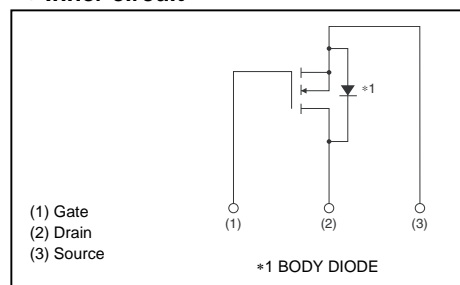 Inner circuit
*1
(1) (2) (3)
(1) Gate
(2) Drain
(3) Source
*1 BODY DIODE